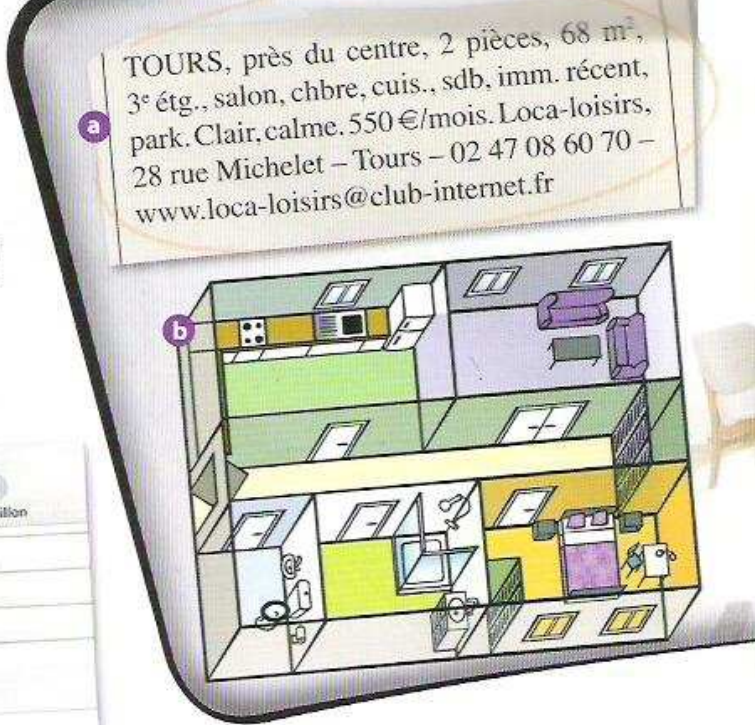 TOURS, près du centre, 2 pièces, 68 m²,
3ᵉ étg., salon, chbre, cuis., sdb, imm. récent,
park. Clair, calme. 550 €/mois. Loca-loisirs,
28 rue Michelet – Tours – 02 47 08 60 70 –
www.loca-loisirs@club-internet.fr
a
b